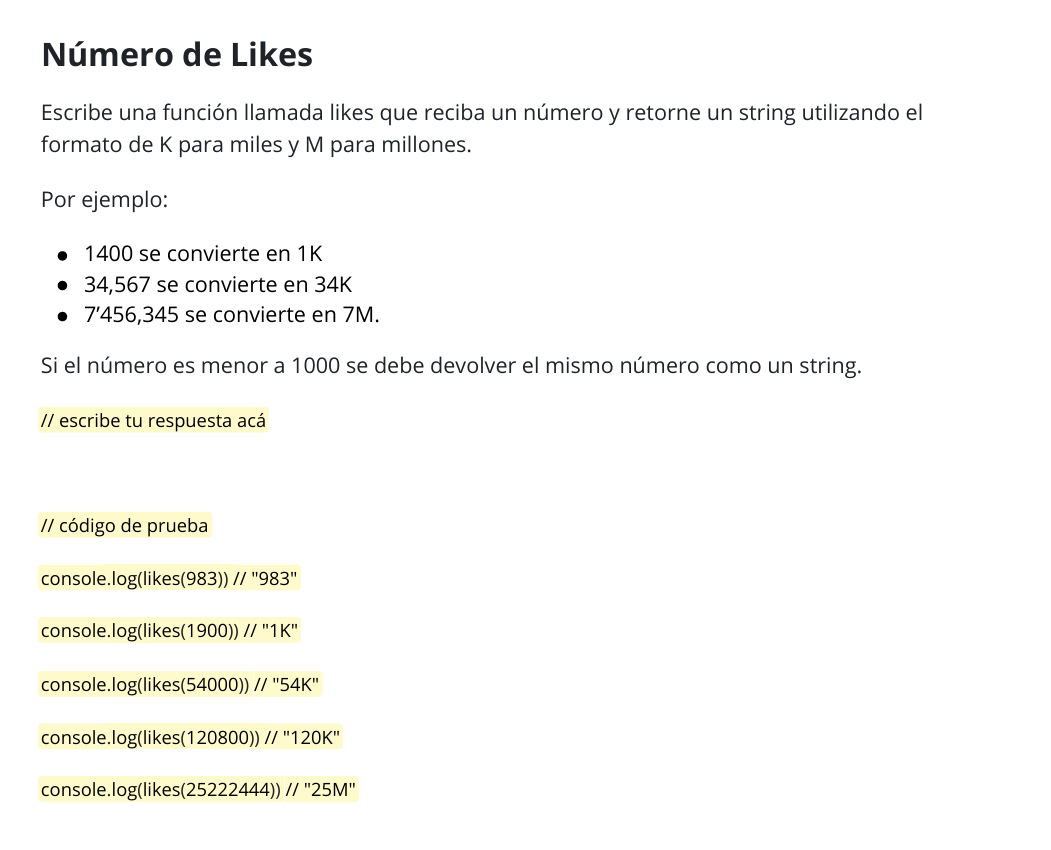 Número de Likes
Escribe una función llamada likes que reciba un número y retorne un string utilizando el
formato de K para miles y M para millones.
Por ejemplo:
● 1400 se convierte en 1K
● 34,567 se convierte en 34K
● 7’456,345 se convierte en 7M.
Si el número es menor a 1000 se debe devolver el mismo número como un string.
// escribe tu respuesta acá
// código de prueba
console.log(likes(983)) // "983"
console.log(likes(1900)) // "1K"
console.log(likes(54000)) // "54K"
console.log(likes(120800)) // "120K"
console.log(likes(25222444)) // "25M"